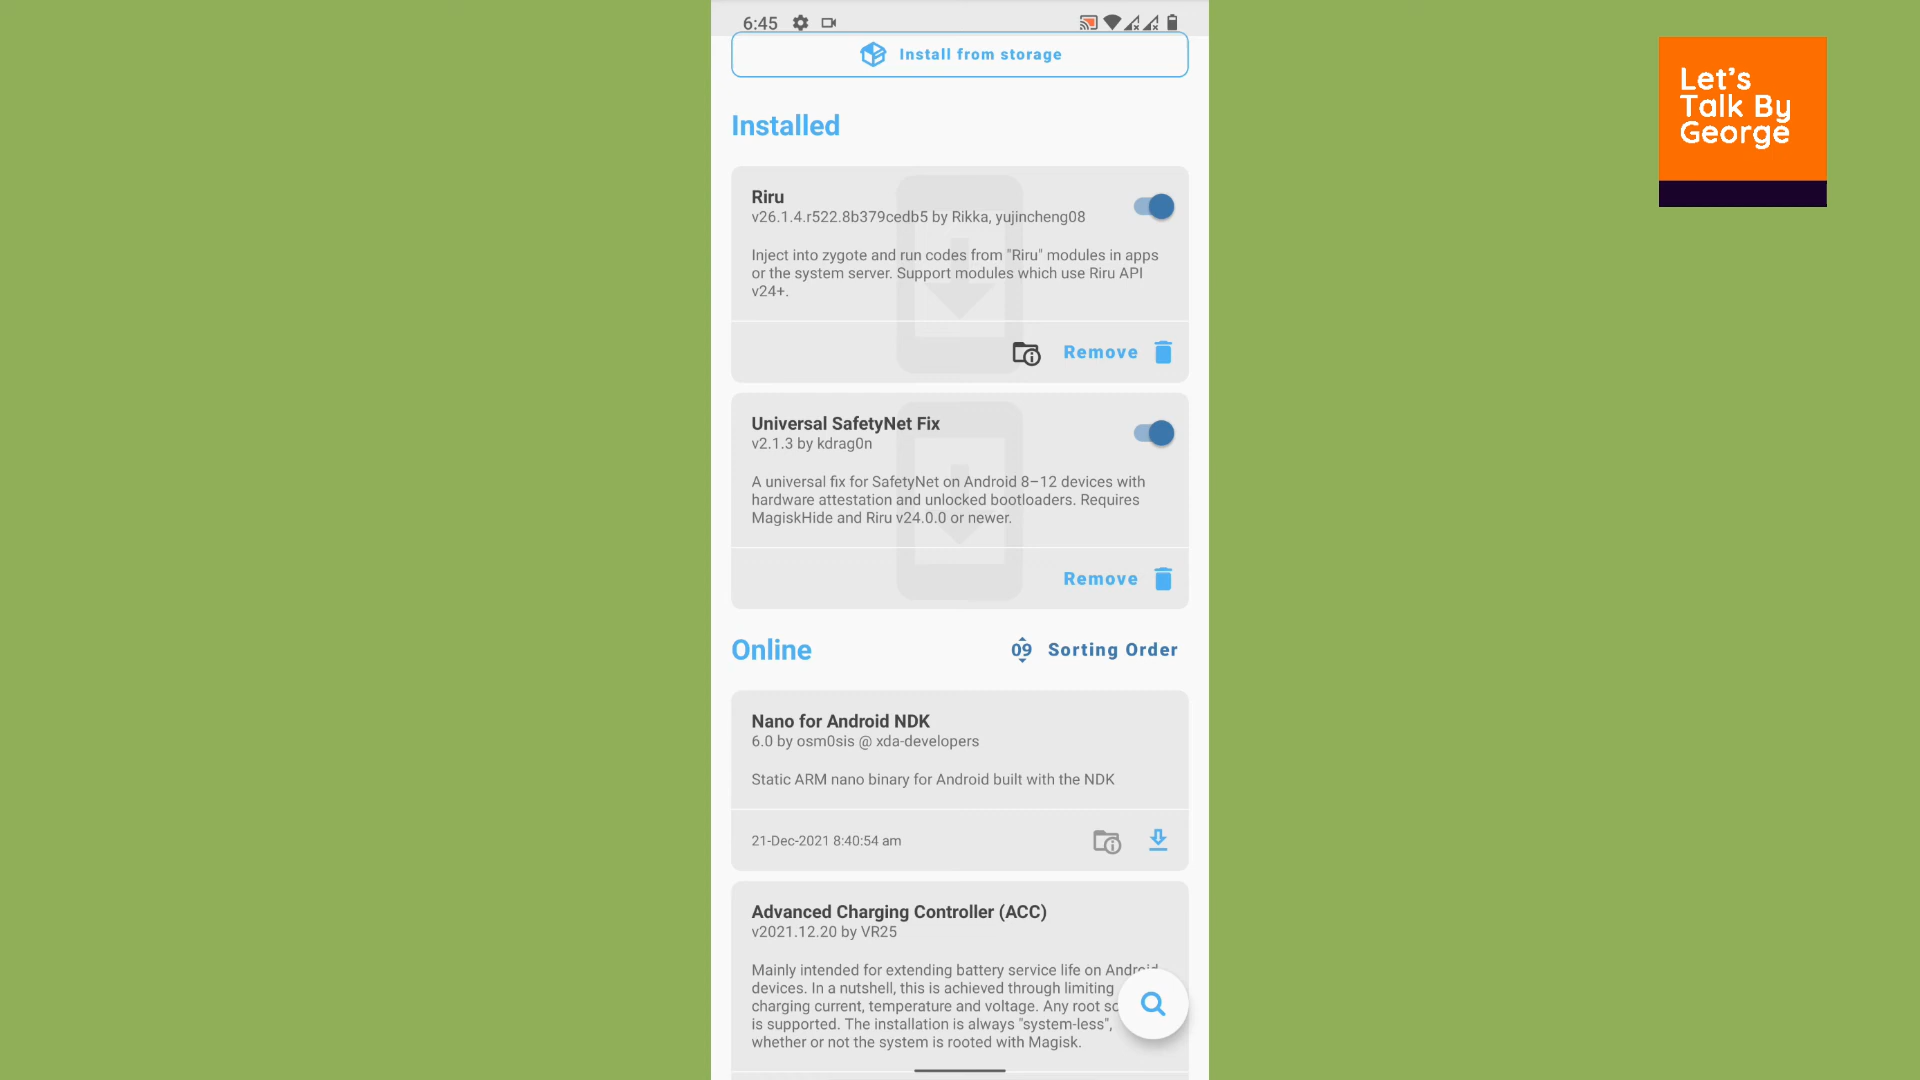 6:45
Install from storage
Let's
Talk By
George
Installed
Riru
v26.1.4.r522.8b379cedb5 by Rikka, yujincheng08
Inject into zygote and run codes from "Riru" modules in apps
or the system server. Support modules which use Riru API
v24+.
Remove
Universal SafetyNet Fix
v2.1.3 by kdrag0n
A universal fix for SafetyNet on Android 8–12 devices with
hardware attestation and unlocked bootloaders. Requires
MagiskHide and Riru v24.0.0 or newer.
Remove
Online
09 Sorting Order
Nano for Android NDK
6.0 by osm0sis @ xda-developers
Static ARM nano binary for Android built with the NDK
21-Dec-2021 8:40:54 am
Advanced Charging Controller (ACC)
v2021.12.20 by VR25
Mainly intended for extending battery service life on Android
devices. In a nutshell, this is achieved through limiting
charging current, temperature and voltage. Any root
is supported. The installation is always "system-less",
whether or not the system is rooted with Magisk.